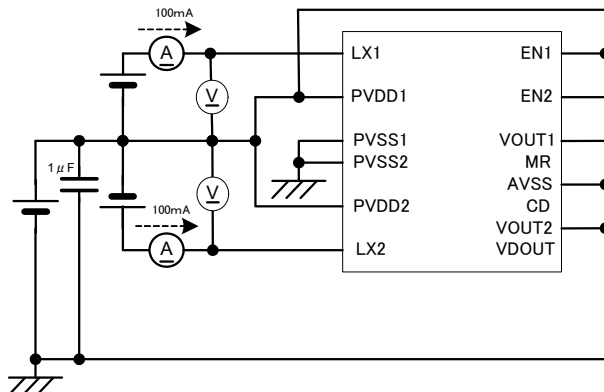 100mA
A
LX1
EN1
V
PVDD1
EN2
PVSS1
VOUT1
1μF
PVSS2
MR
AVSS
V
PVDD2
CD
100mA
VOUT2
A
LX2
VDOUT